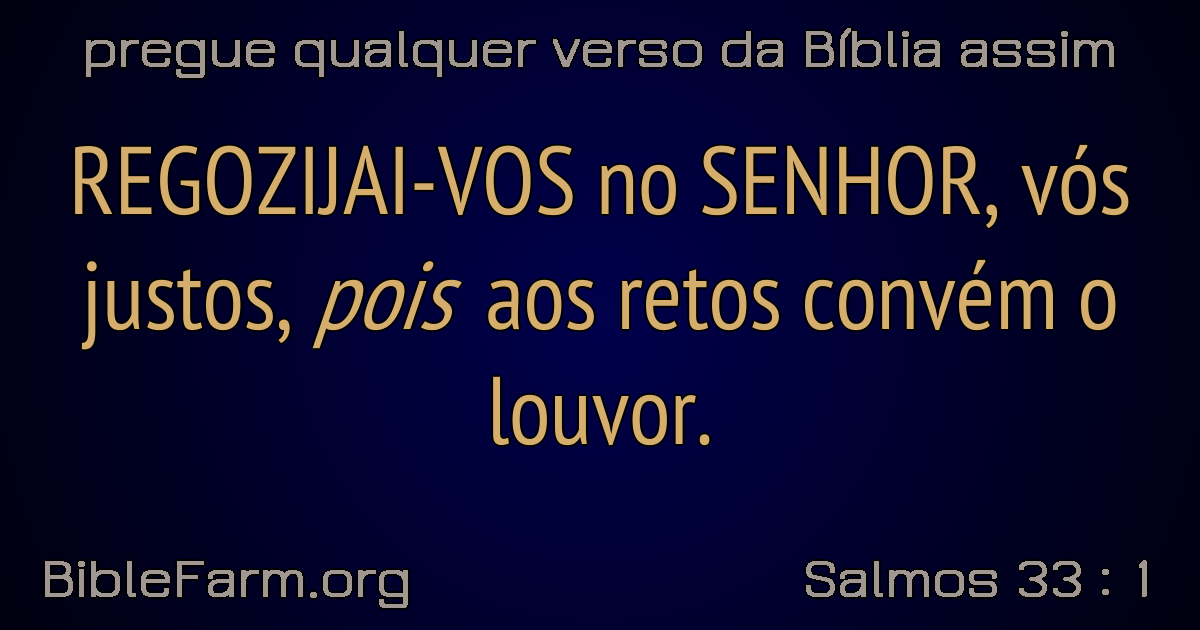 pregue qualquer verso da Bíblia assim
REGOZIJAI-VOS no SENHOR, vós
justos, pois aos retos convém o
louvor.
BibleFarm.org
Salmos 33 : 1